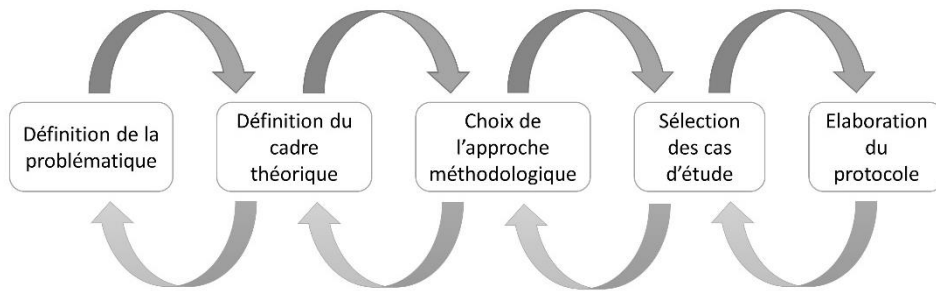 Définition de la
problématique
Définition du
cadre
théorique
Choix de
l'approche
méthodologique
Sélection
des cas
d'étude
Elaboration
du
protocole